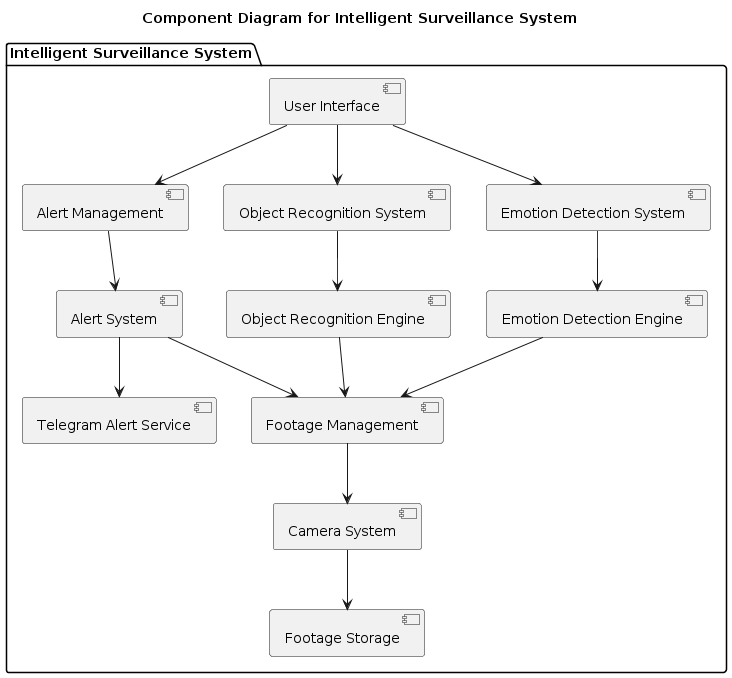 Component Diagram for Intelligent Surveillance System
Intelligent Surveillance System
User Interface
Alert Management
Object Recognition System
Emotion Detection System
Alert System
Object Recognition Engine
Emotion Detection Engine
Telegram Alert Service
Footage Management
Camera System
Footage Storage